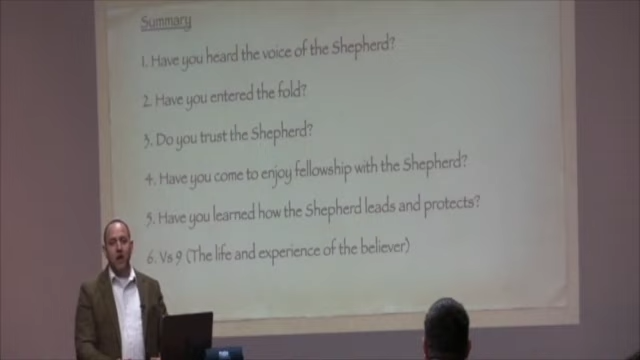 Summary
1. Have you heard the voice of the Shepherd?
2. Have you entered the fold?
3. Do you trust the Shepherd?
4. Have you come to enjoy fellowship with the Shepherd?
5. Have you learned how the Shepherd leads and protects?
6. Vs 9 (The life and experience of the believer)